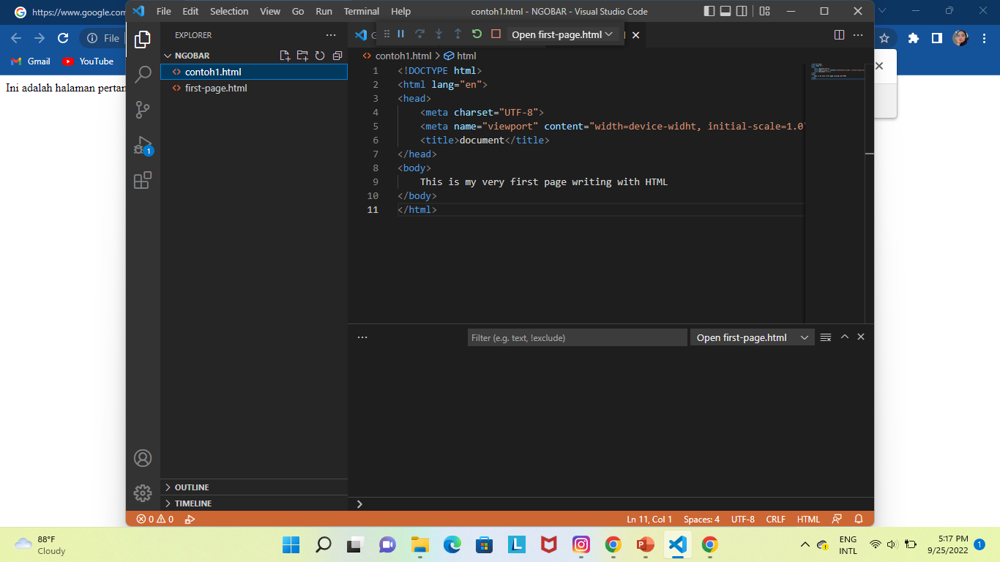 https://www.google.com
File Edit Selection View Go Run Terminal Help
contoh1.html - NGOBAR - Visual Studio Code
File
Gmail
YouTube
Ini adalah halaman
EXPLORER
NGOBAR
contoh1.html
first-page.html
OUTLINE
TIMELINE
1
Open first-page.html
contoh1.html > html
1 <!DOCTYPE html>
2 <html lang="en">
3 <head>
4 <meta charset="UTF-8">
5 <meta name="viewport" content="width=device-widht, initial-scale=1.0"
6 <title>document</title>
7 </head>
8 <body>
9 This is my very first page writing with HTML
10 </body>
11 </html>
Filter (e.g. text, !exclude)
Open first-page.html
0 0
Ln 11, Col 1
Spaces: 4
UTF-8
CRLF
HTML
88°F
Cloudy
ENG
INTL
5:17 PM
9/25/2022
1